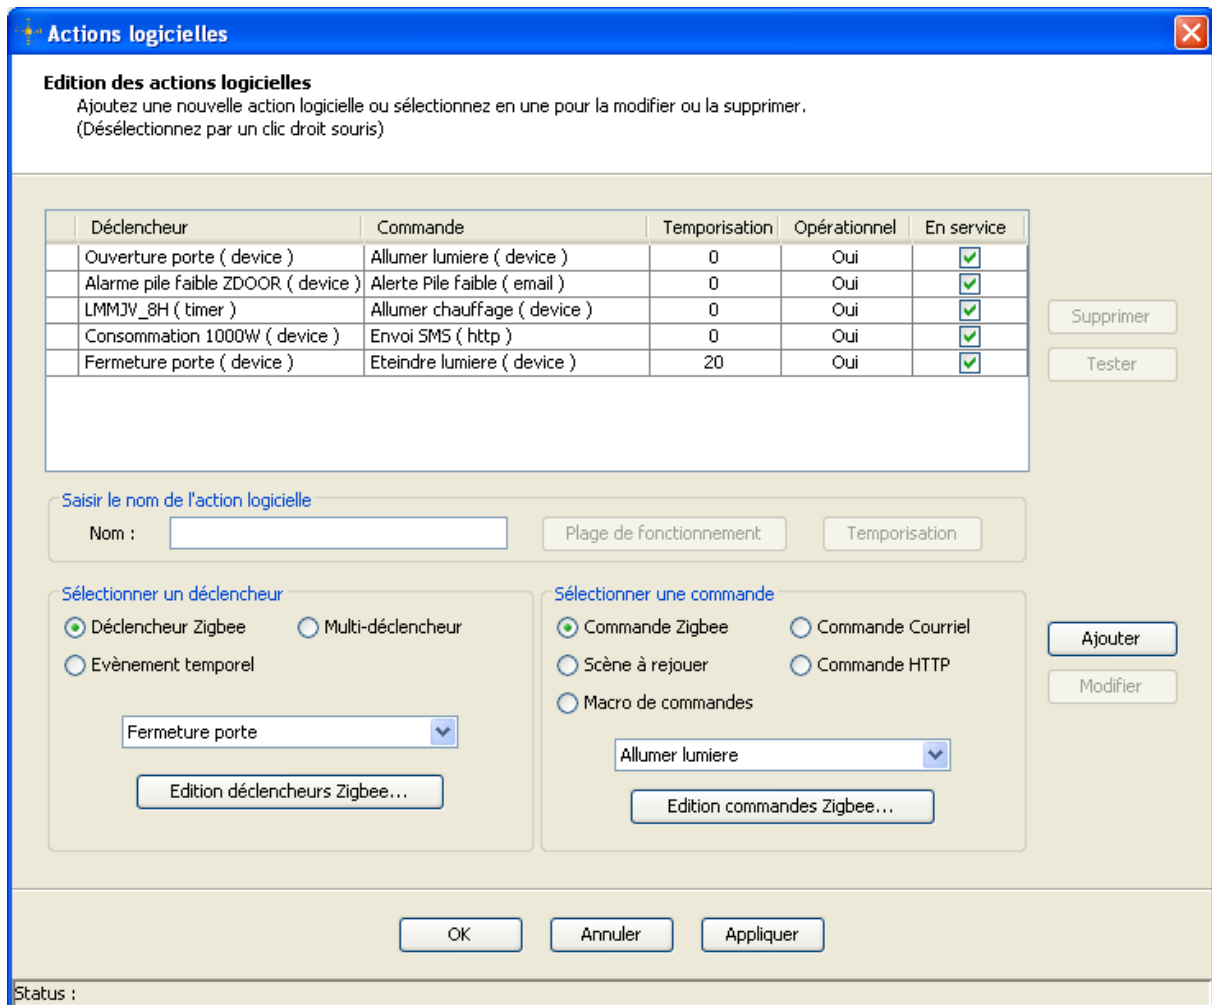 Actions logicielles
Edition des actions logicielles
Ajoutez une nouvelle action logicielle ou sélectionnez en une pour la modifier ou la supprimer.
(Désélectionnez par un clic droit souris)
Déclencheur Commande Temporisation Opérationnel En service
Ouverture porte ( device ) Allumer lumiere ( device ) 0 Oui
Alarme pile faible ZDOOR ( device ) Alerte Pile faible ( email ) 0 Oui
LMMJV_8H ( timer ) Allumer chauffage ( device ) 0 Oui
Consommation 1000W ( device ) Envoi SMS ( http ) 0 Oui
Fermeture porte ( device ) Eteindre lumiere ( device ) 20 Oui
Supprimer
Tester
Saisir le nom de l'action logicielle
Nom : Plage de fonctionnement Temporisation
Sélectionner un déclencheur
Déclencheur Zigbee Multi-déclencheur
Evènement temporel
Fermeture porte
Edition déclencheurs Zigbee...
Sélectionner une commande
Commande Zigbee Commande Courriel
Scène à rejouer Commande HTTP
Macro de commandes
Allumer lumiere
Edition commandes Zigbee...
Ajouter
Modifier
OK Annuler Appliquer
Status :